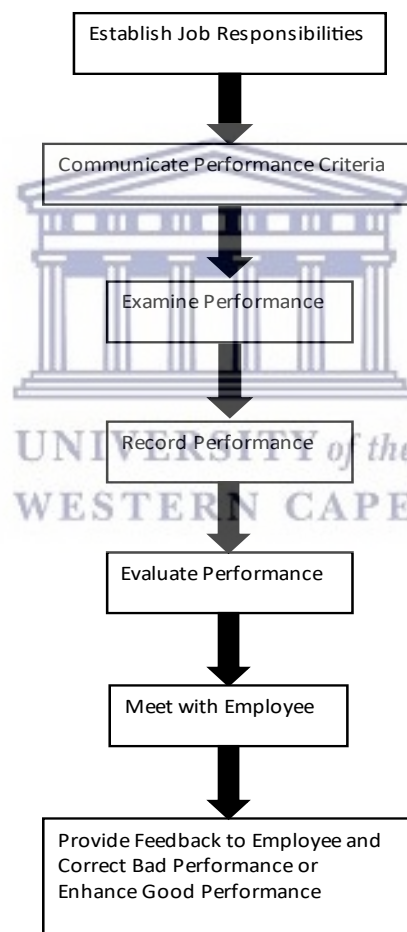 Establish Job Responsibilities
Communicate Performance Criteria
Examine Performance
Record Performance
UNIVERSITY of the
WESTERN CAPE
Evaluate Performance
Meet with Employee
Provide Feedback to Employee and
Correct Bad Performance or
Enhance Good Performance